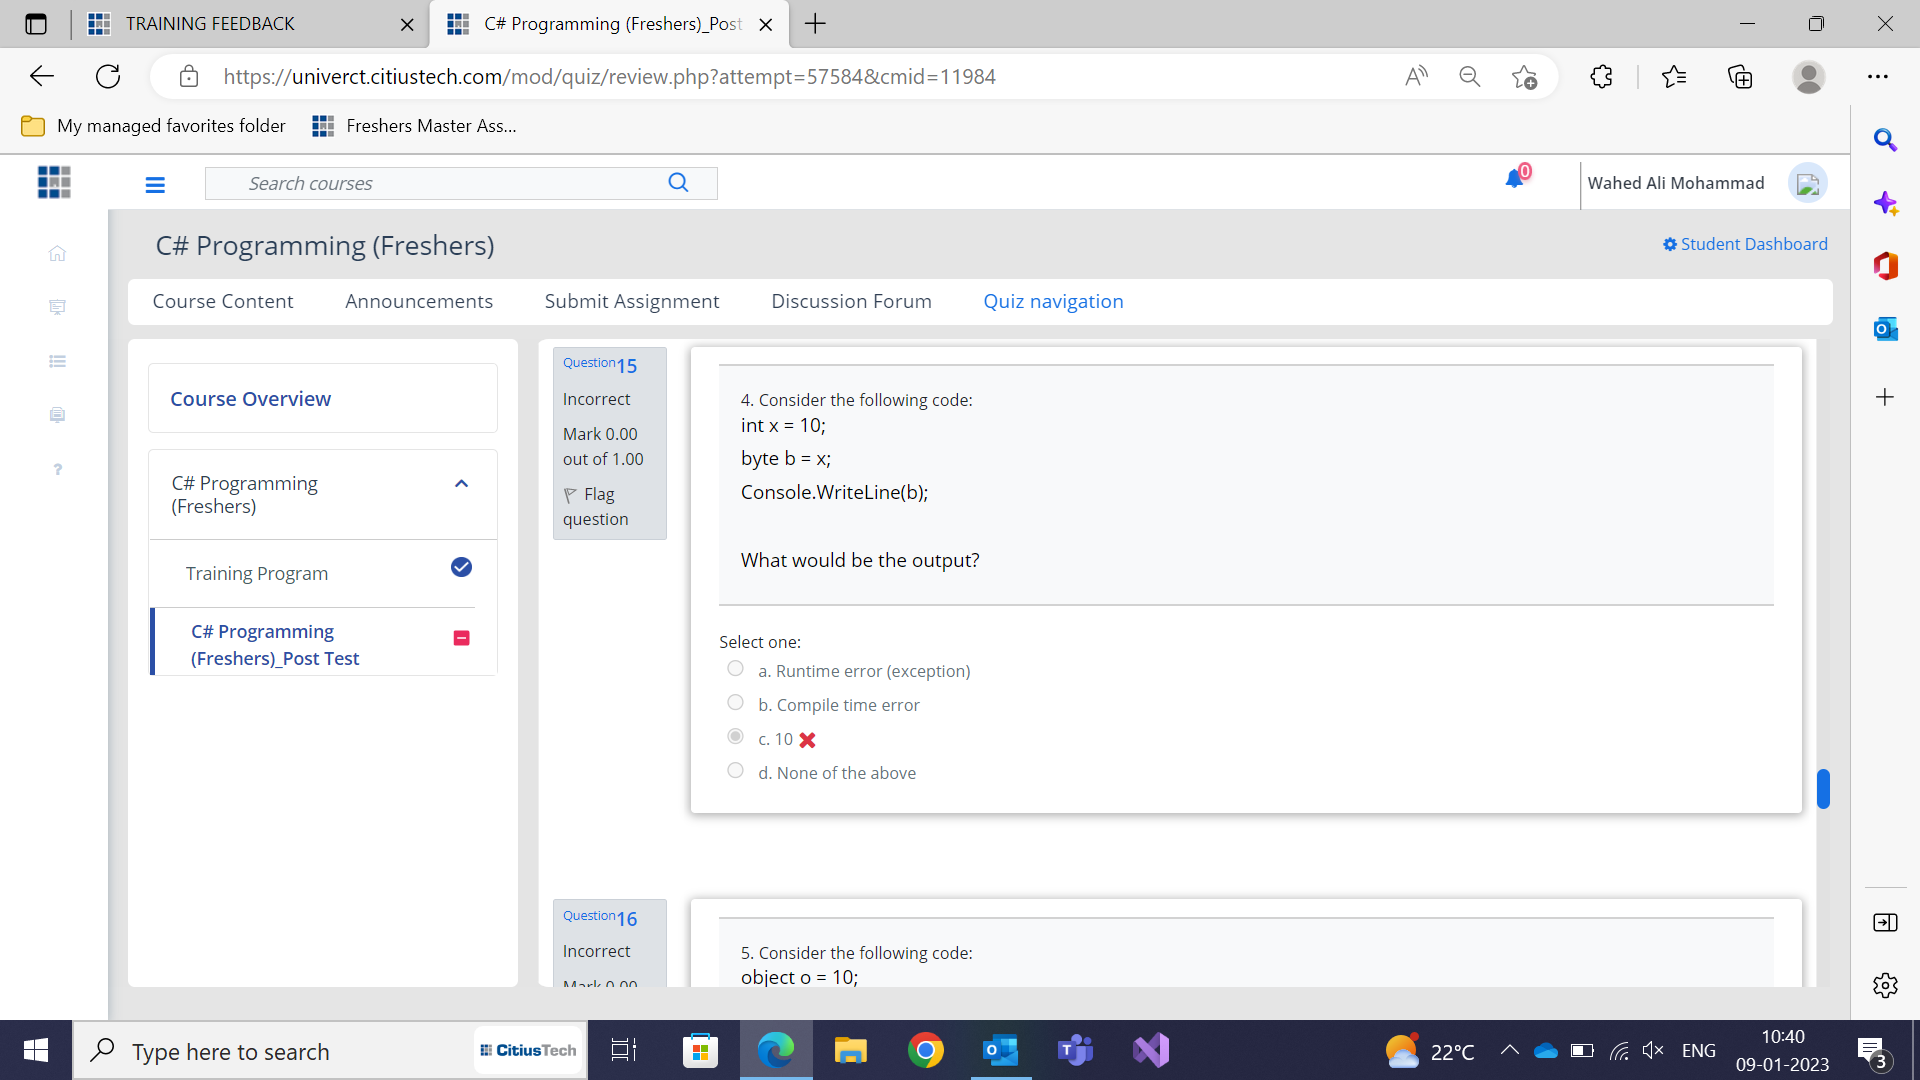 TRAINING FEEDBACK
C# Programming (Freshers)_Post
https://univerct.citiustech.com/mod/quiz/review.php?attempt=57584&cmid=11984
My managed favorites folder
Freshers Master Ass...
Search courses
0
Wahed Ali Mohammad
C# Programming (Freshers)
Student Dashboard
Course Content
Announcements
Submit Assignment
Discussion Forum
Quiz navigation
Course Overview
C# Programming
(Freshers)
Training Program
C# Programming
(Freshers)_Post Test
Question 15
Incorrect
Mark 0.00
out of 1.00
Flag
question
4. Consider the following code:
int x = 10;
byte b = x;
Console.WriteLine(b);
What would be the output?
Select one:
a. Runtime error (exception)
b. Compile time error
c. 10
d. None of the above
Question 16
Incorrect
Mark 0.00
5. Consider the following code:
object o = 10;
Type here to search
CitiusTech
22°C
ENG
10:40
09-01-2023
3